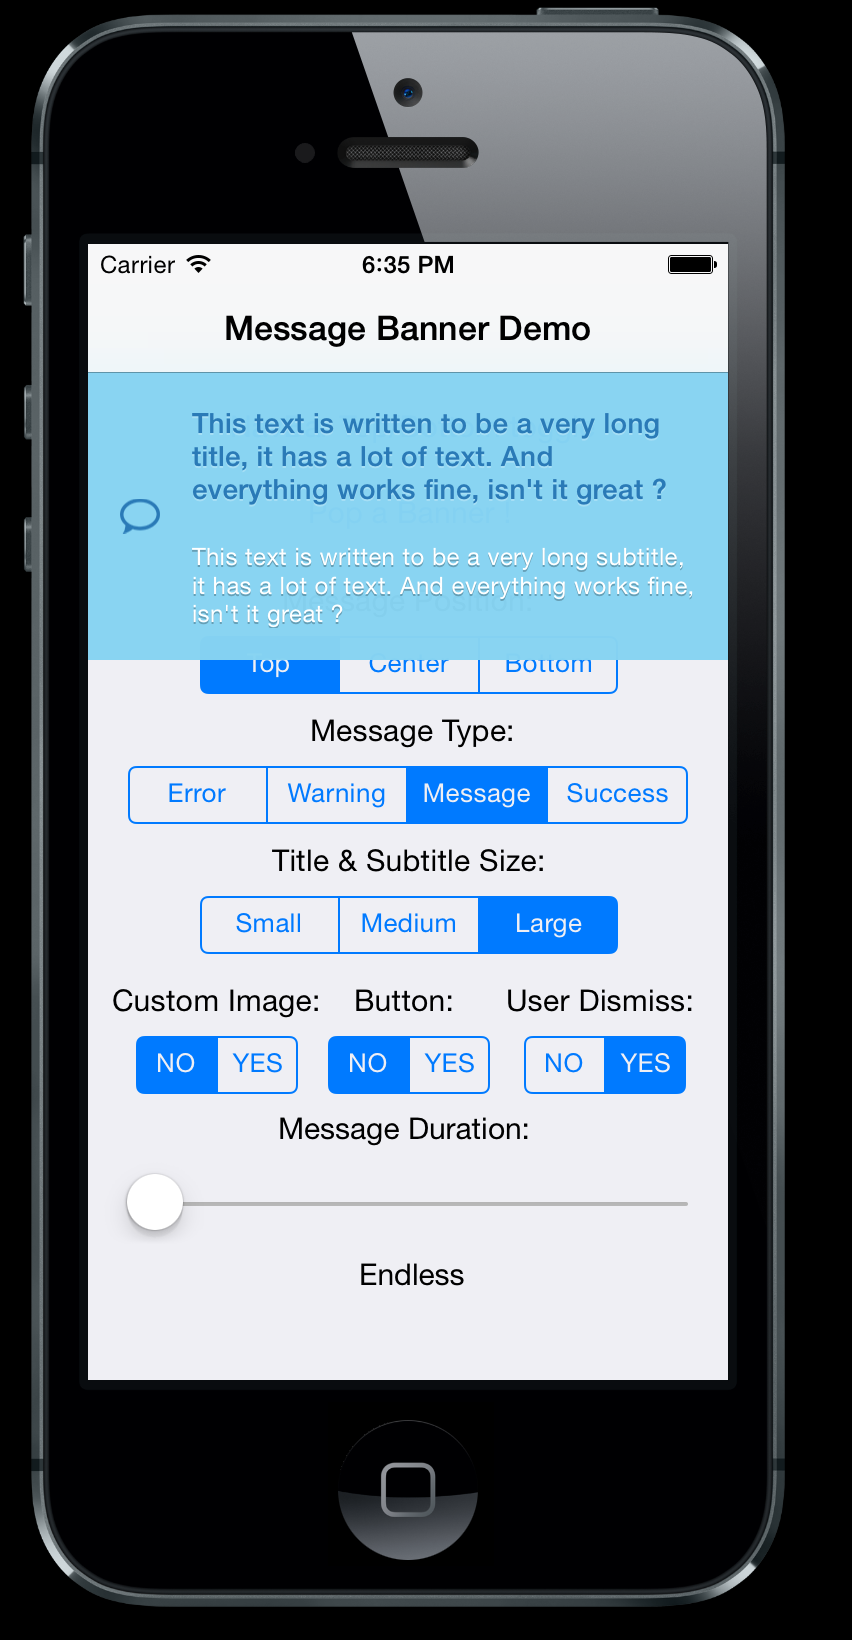 Carrier 6:35 PM
Message Banner Demo
This text is written to be a very long
title, it has a lot of text. And
everything works fine, isn't it great ?
Pop a Banner !
This text is written to be a very long subtitle,
it has a lot of text. And everything works fine,
Message Position:
isn't it great ?
Top Center Bottom
Message Type:
Error Warning Message Success
Title & Subtitle Size:
Small Medium Large
Custom Image: Button: User Dismiss:
NO YES NO YES NO YES
Message Duration:
Endless